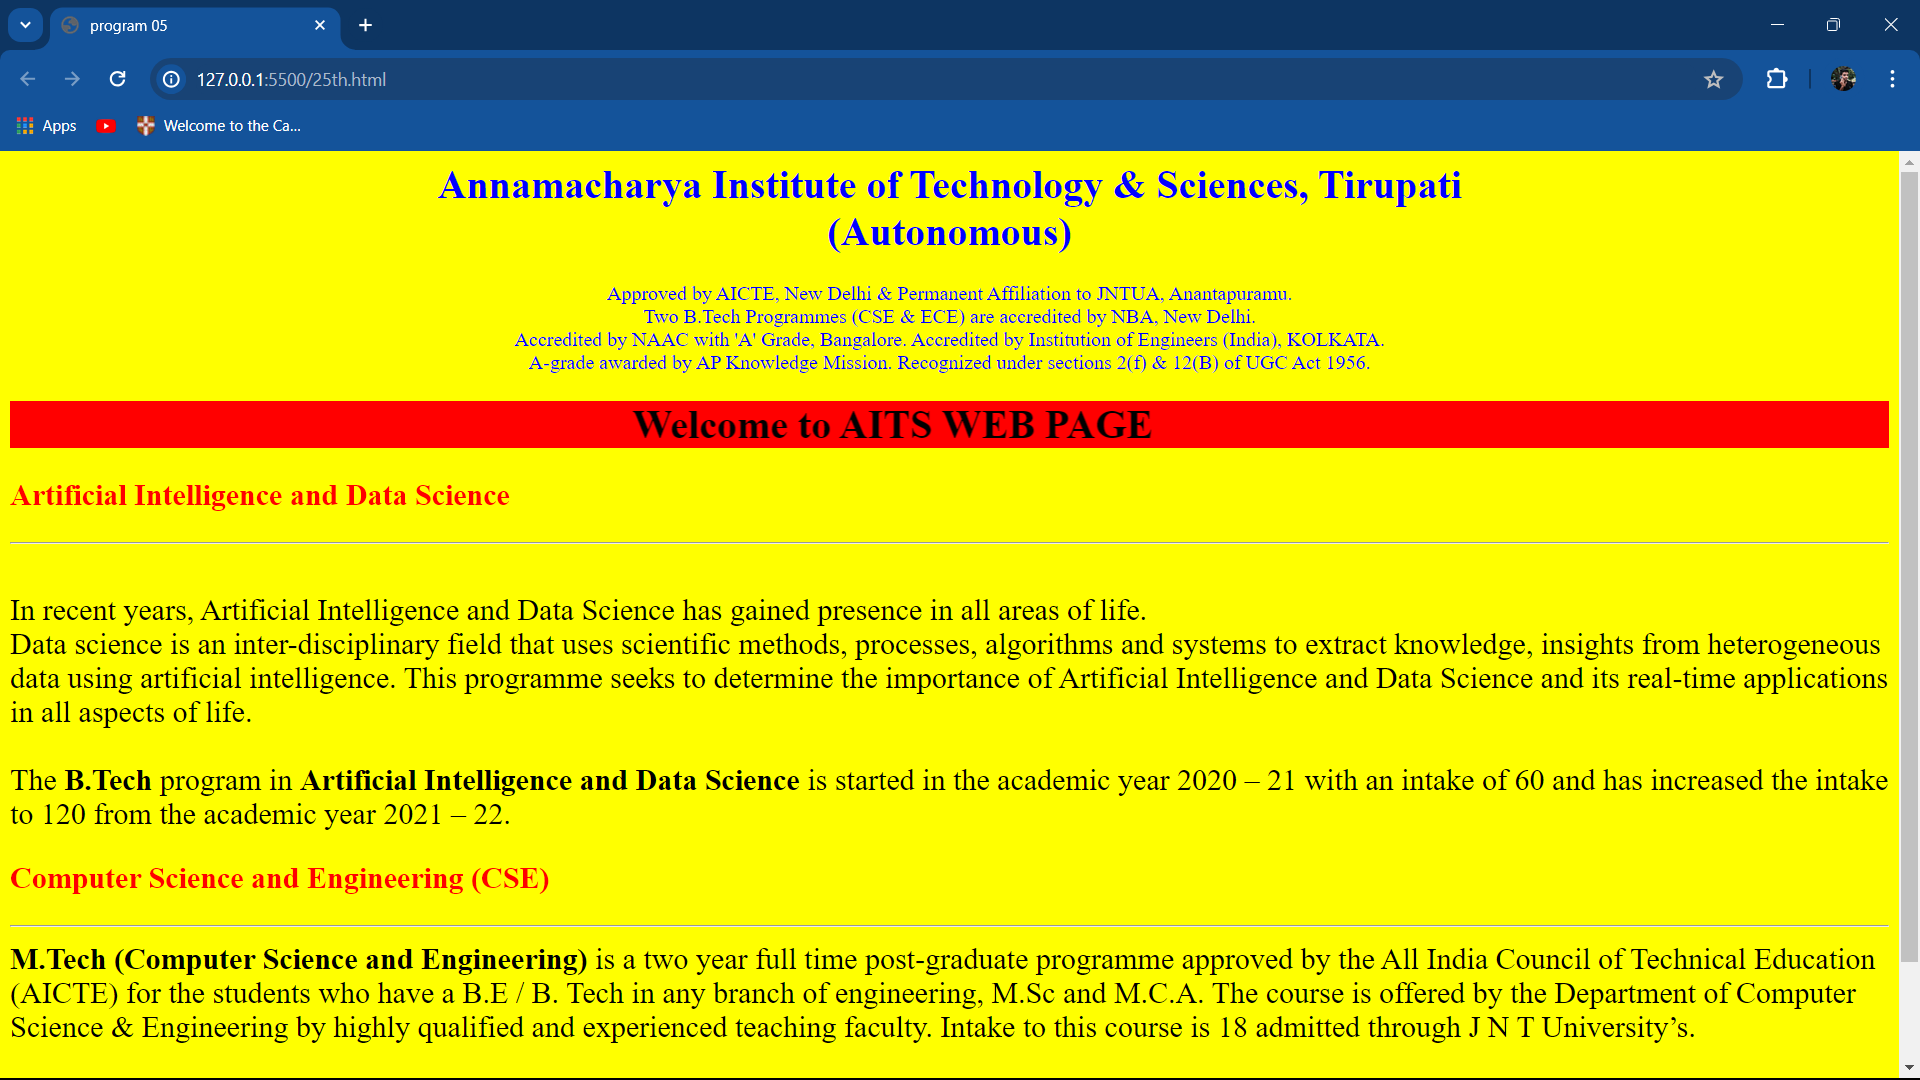 program 05
127.0.0.1:5500/25th.html
Apps
Welcome to the Ca...
Annamacharya Institute of Technology & Sciences, Tirupati
(Autonomous)
Approved by AICTE, New Delhi & Permanent Affiliation to JNTUA, Anantapuramu.
Two B.Tech Programmes (CSE & ECE) are accredited by NBA, New Delhi.
Accredited by NAAC with 'A' Grade, Bangalore. Accredited by Institution of Engineers (India), KOLKATA.
A-grade awarded by AP Knowledge Mission. Recognized under sections 2(f) & 12(B) of UGC Act 1956.
Welcome to AITS WEB PAGE
Artificial Intelligence and Data Science
In recent years, Artificial Intelligence and Data Science has gained presence in all areas of life.
Data science is an inter-disciplinary field that uses scientific methods, processes, algorithms and systems to extract knowledge, insights from heterogeneous
data using artificial intelligence. This programme seeks to determine the importance of Artificial Intelligence and Data Science and its real-time applications
in all aspects of life.
The B.Tech program in Artificial Intelligence and Data Science is started in the academic year 2020 – 21 with an intake of 60 and has increased the intake
to 120 from the academic year 2021 – 22.
Computer Science and Engineering (CSE)
M.Tech (Computer Science and Engineering) is a two year full time post-graduate programme approved by the All India Council of Technical Education
(AICTE) for the students who have a B.E / B. Tech in any branch of engineering, M.Sc and M.C.A. The course is offered by the Department of Computer
Science & Engineering by highly qualified and experienced teaching faculty. Intake to this course is 18 admitted through J N T University’s.